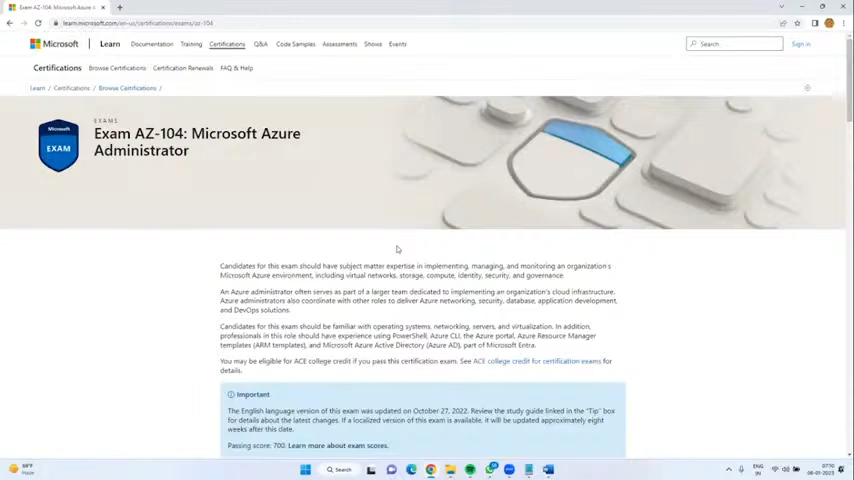 Exam AZ-104: Microsoft Azure A
learn.microsoft.com/en-us/certifications/exams/az-104
Microsoft Learn Documentation Training Certifications Q&A Code Samples Assessments Shows Events Search Sign in
Certifications Browse Certifications Certification Renewals FAQ & Help
Learn / Certifications / Browse Certifications /
EXAMS
Microsoft
EXAM
Exam AZ-104: Microsoft Azure
Administrator
Candidates for this exam should have subject matter expertise in implementing, managing, and monitoring an organization's
Microsoft Azure environment, including virtual networks, storage, compute, identity, security, and governance.
An Azure administrator often serves as part of a larger team dedicated to implementing an organization's cloud infrastructure.
Azure administrators also coordinate with other roles to deliver Azure networking, security, database, application development,
and DevOps solutions.
Candidates for this exam should be familiar with operating systems, networking, servers, and virtualization. In addition,
professionals in this role should have experience using PowerShell, Azure CLI, the Azure portal, Azure Resource Manager
templates (ARM templates), and Microsoft Azure Active Directory (Azure AD), part of Microsoft Entra.
You may be eligible for ACE college credit if you pass this certification exam. See ACE college credit for certification exams for
details.
Important
The English language version of this exam was updated on October 27, 2022. Review the study guide linked in the "Tip" box
for details about the latest changes. If a localized version of this exam is available, it will be updated approximately eight
weeks after this date.
Passing score: 700. Learn more about exam scores.
Haze
Search
ENG
IN
07:10
06-01-2023